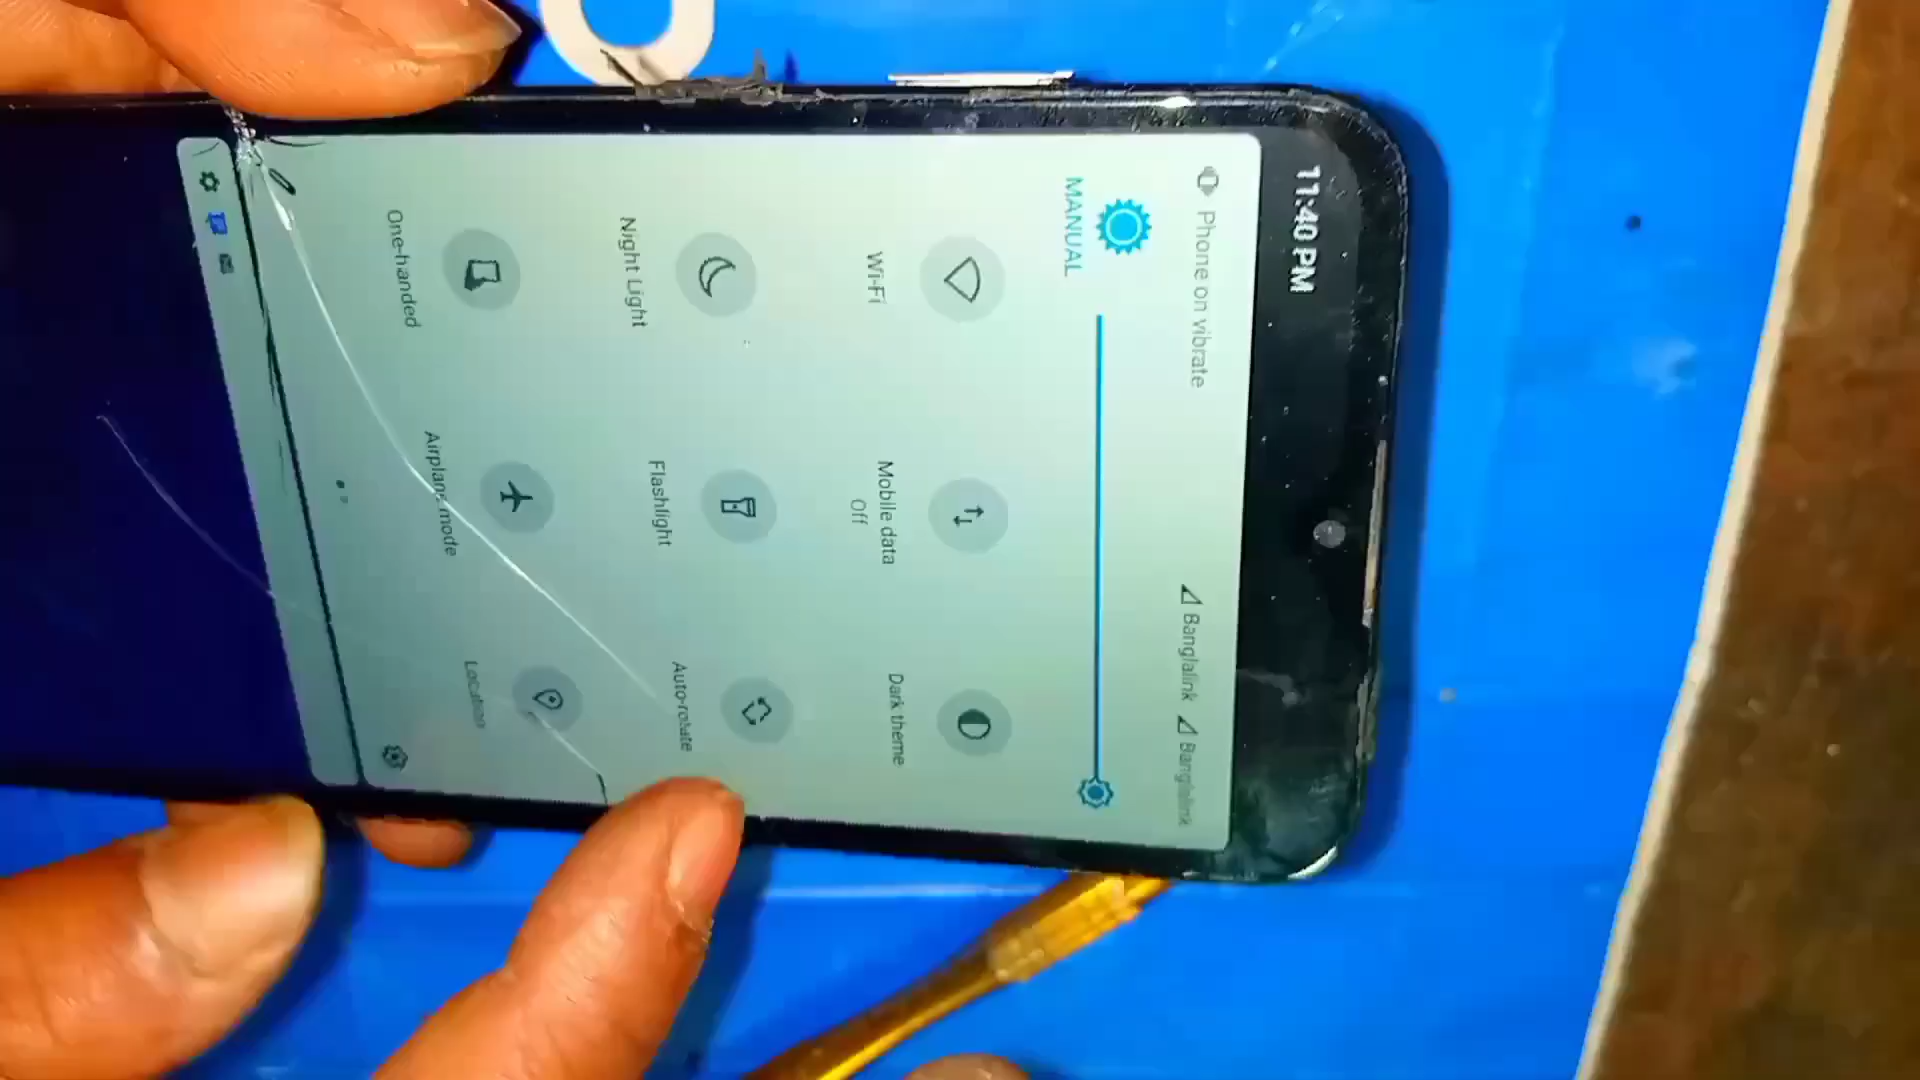 11:40 PM
Phone on vibrate
Banglalink
Banglalink
MANUAL
Wi-Fi
Mobile data
Off
Dark theme
Night Light
Flashlight
Auto-rotate
One-handed
Airplane mode
Location